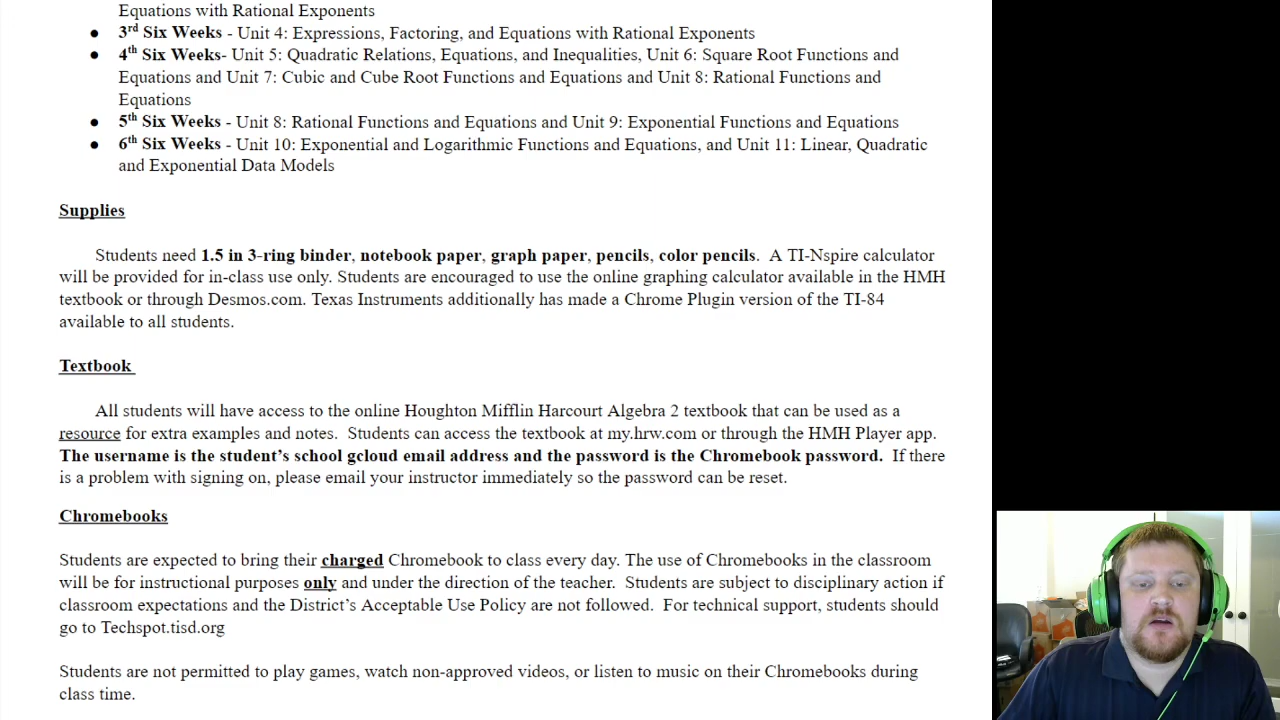 Equations with Rational Exponents
● 3rd Six Weeks - Unit 4: Expressions, Factoring, and Equations with Rational Exponents
● 4th Six Weeks- Unit 5: Quadratic Relations, Equations, and Inequalities, Unit 6: Square Root Functions and
Equations and Unit 7: Cubic and Cube Root Functions and Equations and Unit 8: Rational Functions and
Equations
● 5th Six Weeks - Unit 8: Rational Functions and Equations and Unit 9: Exponential Functions and Equations
● 6th Six Weeks - Unit 10: Exponential and Logarithmic Functions and Equations, and Unit 11: Linear, Quadratic
and Exponential Data Models
Supplies
Students need 1.5 in 3-ring binder, notebook paper, graph paper, pencils, color pencils. A TI-Nspire calculator
will be provided for in-class use only. Students are encouraged to use the online graphing calculator available in the HMH
textbook or through Desmos.com. Texas Instruments additionally has made a Chrome Plugin version of the TI-84
available to all students.
Textbook
All students will have access to the online Houghton Mifflin Harcourt Algebra 2 textbook that can be used as a
resource for extra examples and notes. Students can access the textbook at my.hrw.com or through the HMH Player app.
The username is the student's school gcloud email address and the password is the Chromebook password. If there
is a problem with signing on, please email your instructor immediately so the password can be reset.
Chromebooks
Students are expected to bring their charged Chromebook to class every day. The use of Chromebooks in the classroom
will be for instructional purposes only and under the direction of the teacher. Students are subject to disciplinary action if
classroom expectations and the District's Acceptable Use Policy are not followed. For technical support, students should
go to Techspot.tisd.org
Students are not permitted to play games, watch non-approved videos, or listen to music on their Chromebooks during
class time.